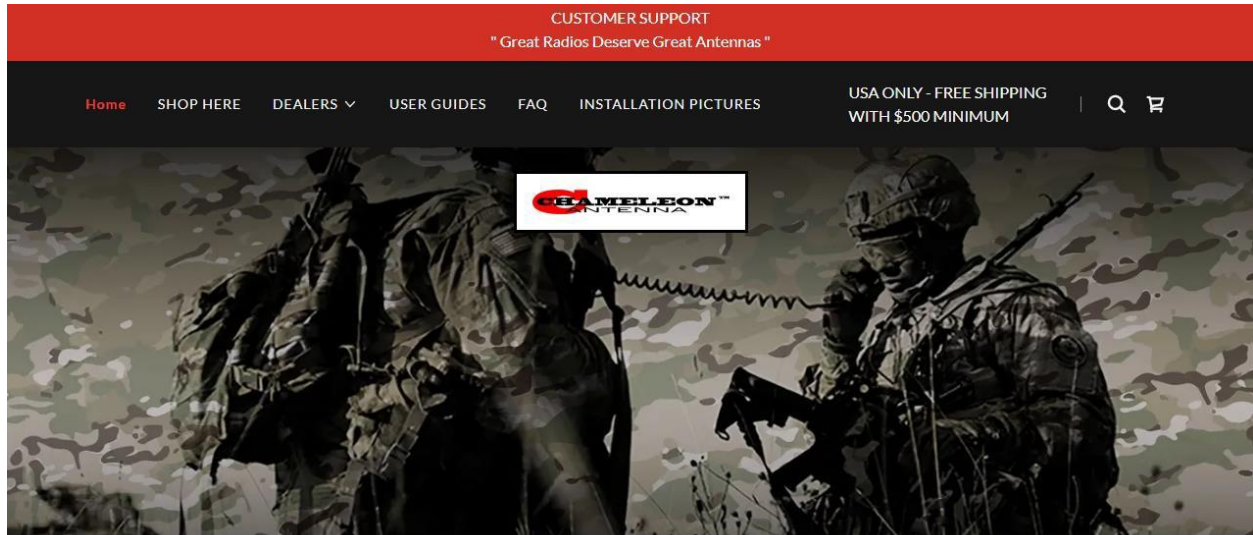 CUSTOMER SUPPORT
" Great Radios Deserve Great Antennas "
Home SHOP HERE DEALERS USER GUIDES FAQ INSTALLATION PICTURES
USA ONLY - FREE SHIPPING
WITH $500 MINIMUM
CHAMELEON™
ANTENNA